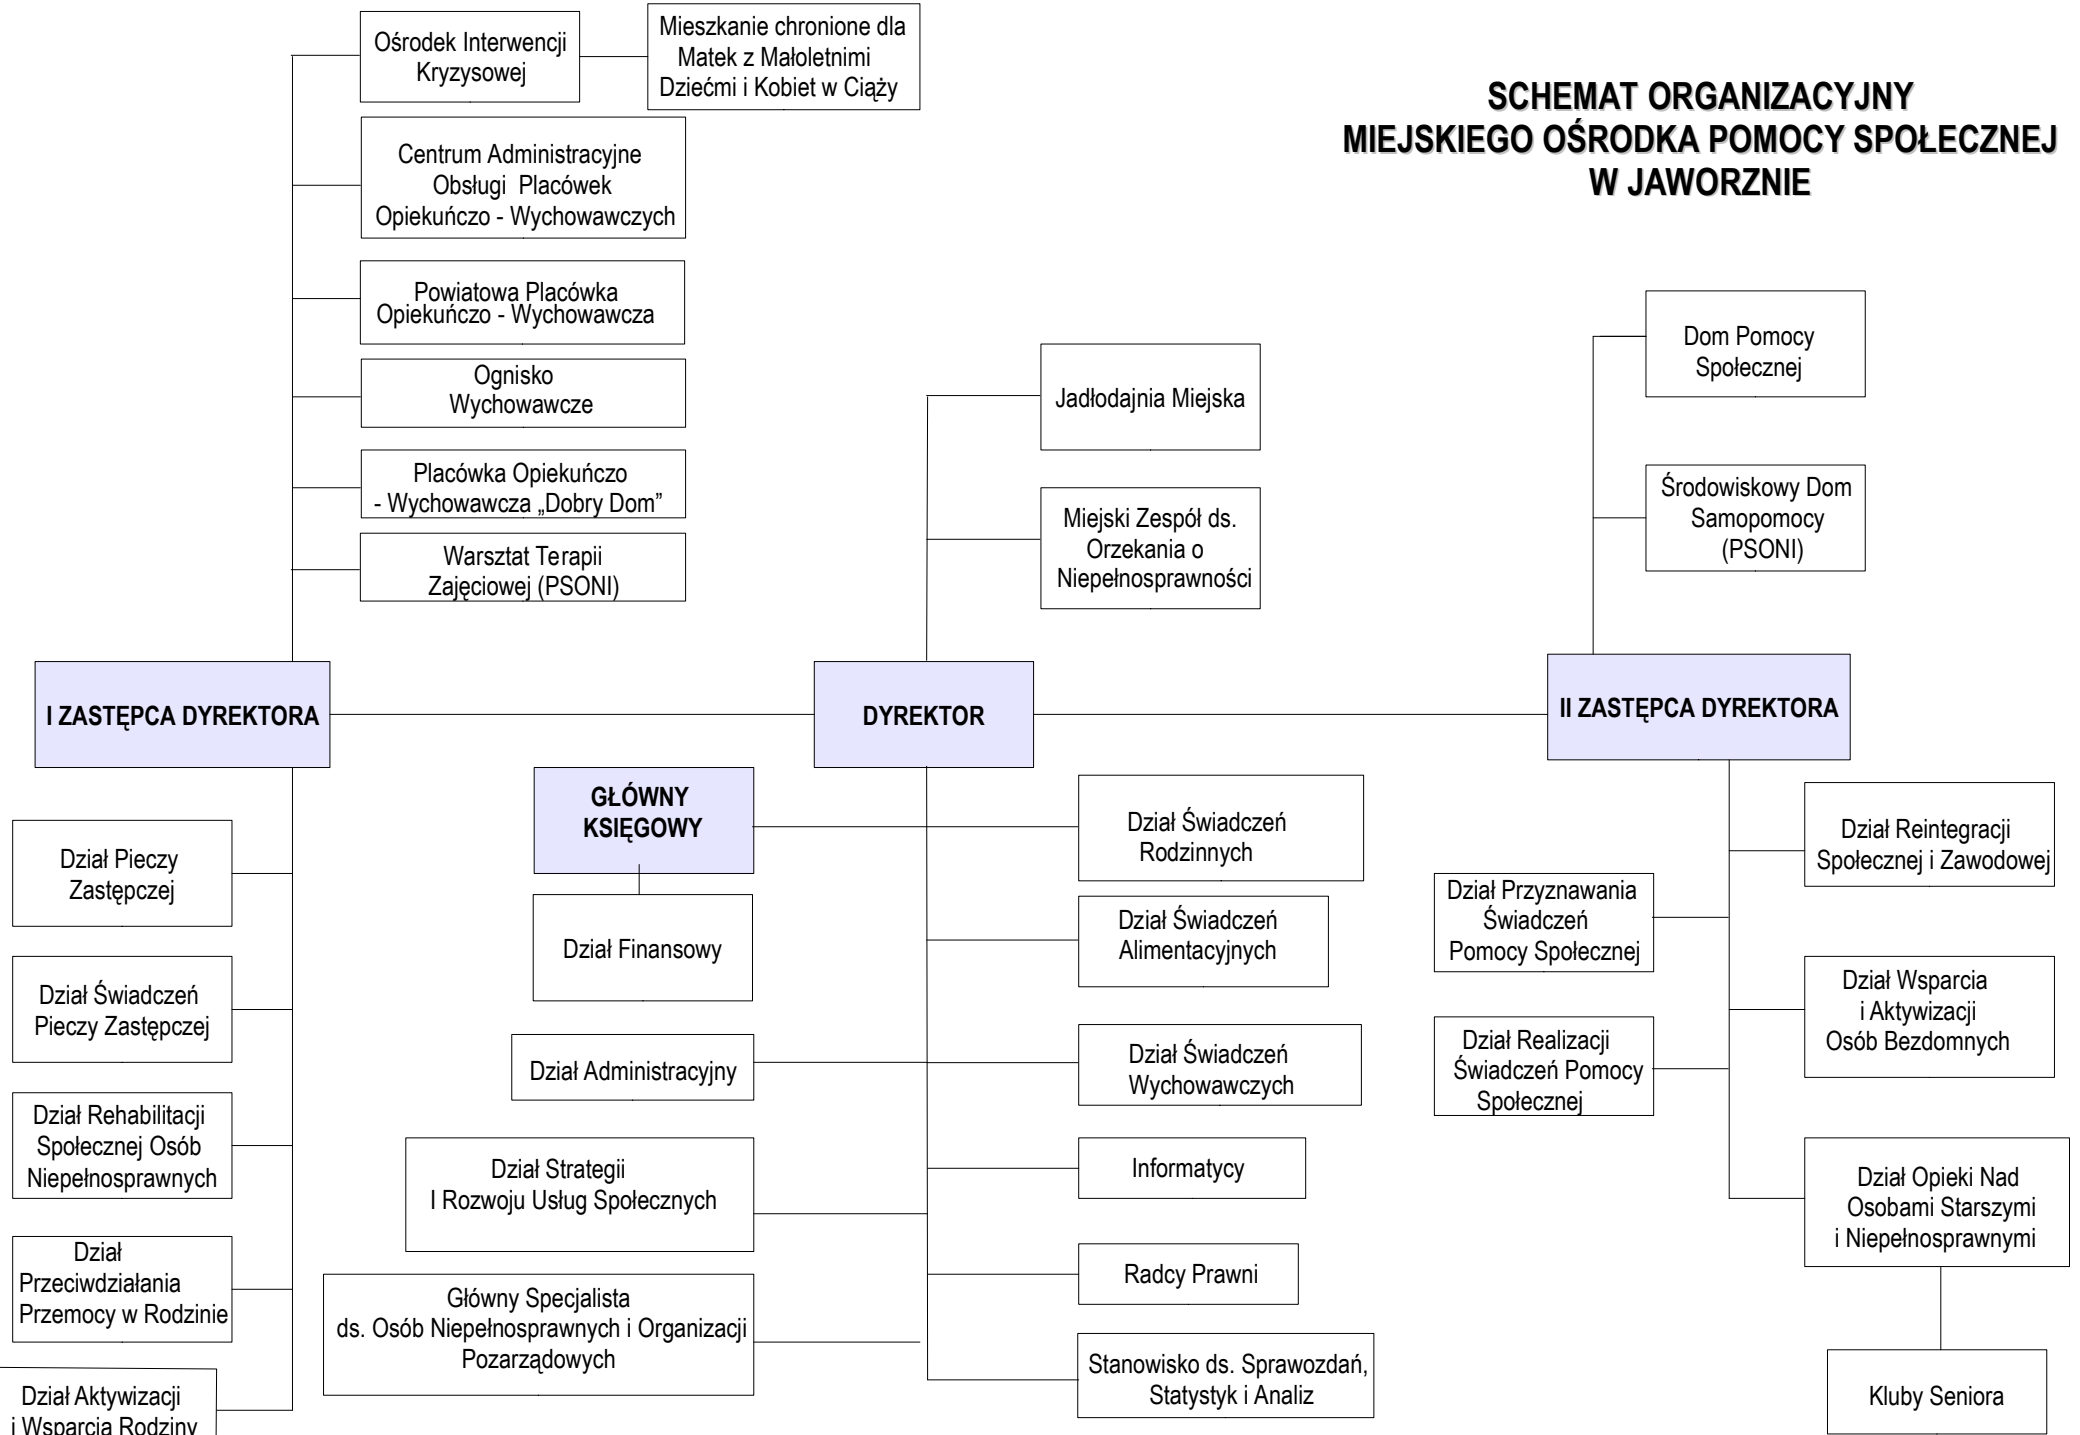 Ośrodek Interwencji
Kryzysowej
Mieszkanie chronione dla
Matek z Małoletnimi
Dziećmi i Kobiet w Ciąży
SCHEMAT ORGANIZACYJNY
MIEJSKIEGO OŚRODKA POMOCY SPOŁECZNEJ
W JAWORZNIE
Centrum Administracyjne
Obsługi Placówek
Opiekuńczo - Wychowawczych
Powiatowa Placówka
Opiekuńczo - Wychowawcza
Ognisko
Wychowawcze
Placówka Opiekuńczo
- Wychowawcza „Dobry Dom”
Warsztat Terapii
Zajęciowej (PSONI)
Jadłodajnia Miejska
Miejski Zespół ds.
Orzekania o
Niepełnosprawności
Dom Pomocy
Społecznej
Środowiskowy Dom
Samopomocy
(PSONI)
I ZASTĘPCA DYREKTORA
DYREKTOR
II ZASTĘPCA DYREKTORA
Dział Pieczy
Zastępczej
Dział Świadczeń
Pieczy Zastępczej
Dział Rehabilitacji
Społecznej Osób
Niepełnosprawnych
Dział
Przeciwdziałania
Przemocy w Rodzinie
Dział Aktywizacji
i Wsparcia Rodziny
GŁÓWNY
KSIĘGOWY
Dział Finansowy
Dział Administracyjny
Dział Strategii
I Rozwoju Usług Społecznych
Główny Specjalista
ds. Osób Niepełnosprawnych i Organizacji
Pozarządowych
Dział Świadczeń
Rodzinnych
Dział Świadczeń
Alimentacyjnych
Dział Świadczeń
Wychowawczych
Informatycy
Radcy Prawni
Stanowisko ds. Sprawozdań,
Statystyk i Analiz
Dział Przyznawania
Świadczeń
Pomocy Społecznej
Dział Realizacji
Świadczeń Pomocy
Społecznej
Dział Reintegracji
Społecznej i Zawodowej
Dział Wsparcia
i Aktywizacji
Osób Bezdomnych
Dział Opieki Nad
Osobami Starszymi
i Niepełnosprawnymi
Kluby Seniora